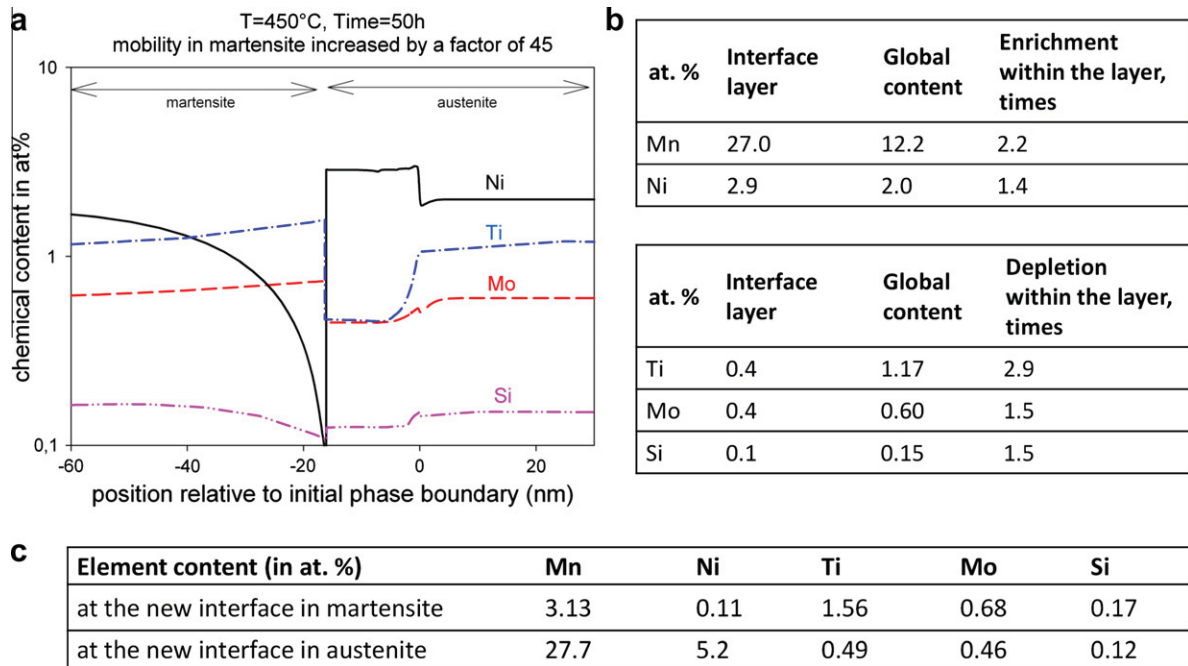 a
T=450°C, Time=50h
mobility in martensite increased by a factor of 45
10
1
0,1
chemical content in at%
martensite
austenite
Ni
Ti
Mo
Si
-60
-40
-20
0
20
position relative to initial phase boundary (nm)
b
at. % Interface layer Global content Enrichment within the layer, times
Mn 27.0 12.2 2.2
Ni 2.9 2.0 1.4
at. % Interface layer Global content Depletion within the layer, times
Ti 0.4 1.17 2.9
Mo 0.4 0.60 1.5
Si 0.1 0.15 1.5
c
Element content (in at. %) Mn Ni Ti Mo Si
at the new interface in martensite 3.13 0.11 1.56 0.68 0.17
at the new interface in austenite 27.7 5.2 0.49 0.46 0.12